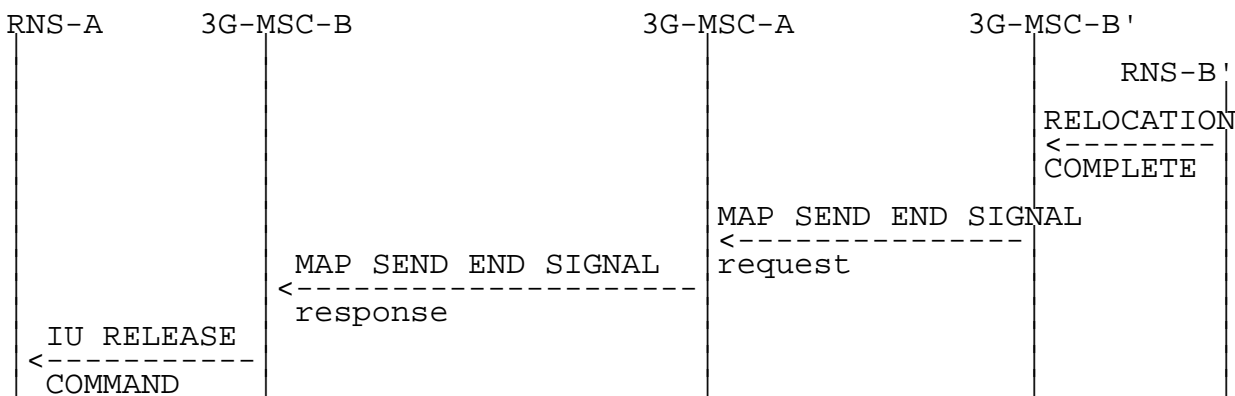 RNS-A 3G-MSC-B 3G-MSC-A 3G-MSC-B'
RNS-B'
RELOCATION
COMPLETE
MAP SEND END SIGNAL
request
MAP SEND END SIGNAL
response
IU RELEASE
COMMAND